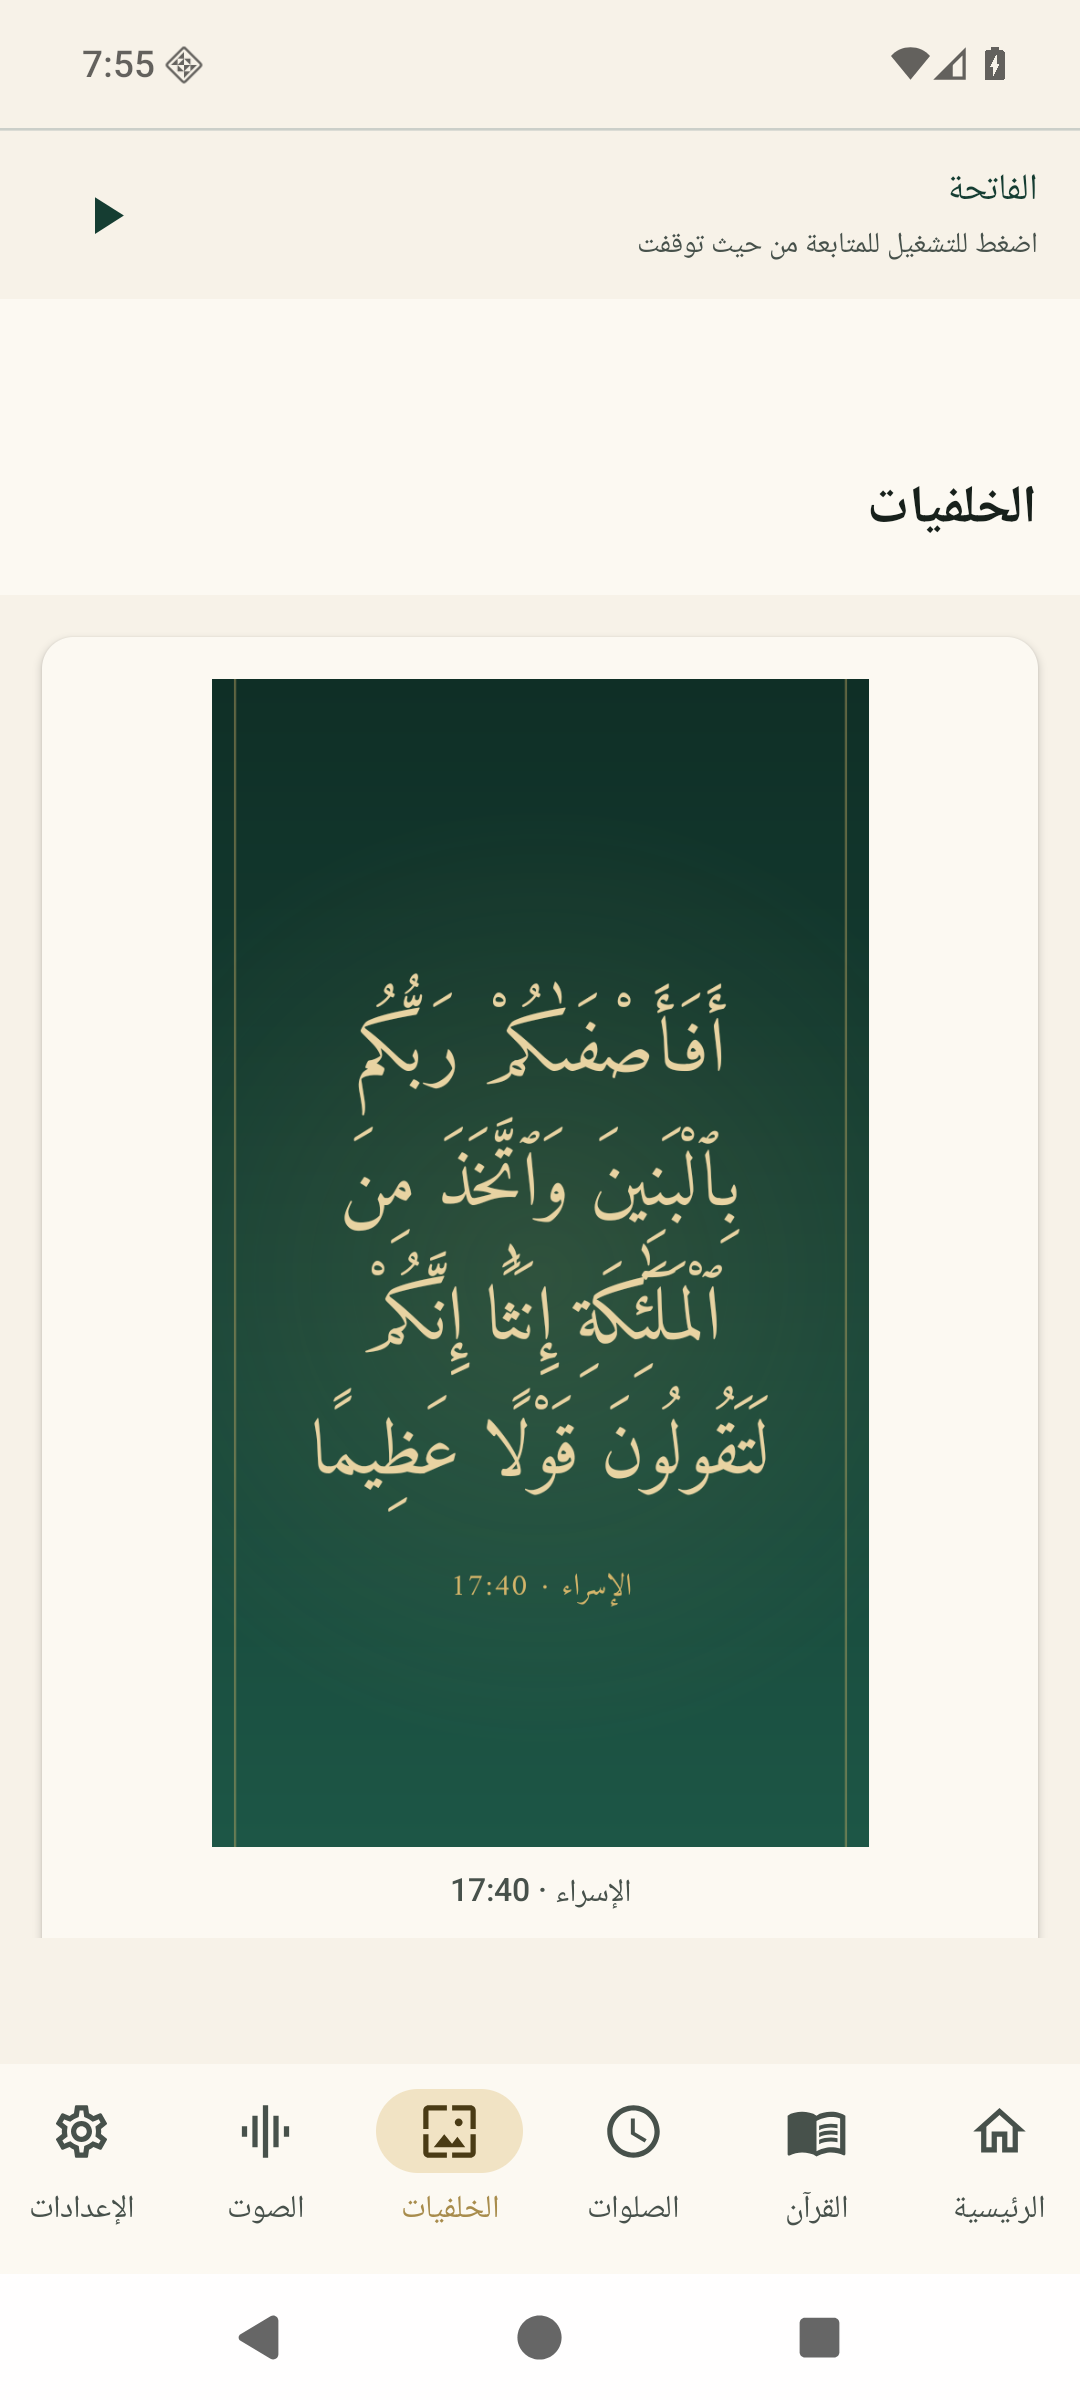 7:55
الفاتحة
اضغط للتشغيل للمتابعة من حيث توقفت
الخلفيات
أَفَأَصْفَىٰكُمْ رَبُّكُم
بِٱلْبَنِينَ وَٱتَّخَذَ مِنَ
ٱلْمَلَٰٓئِكَةِ إِنَٰثًا إِنَّكُمْ
لَتَقُولُونَ قَوْلًا عَظِيمًا
الإسراء · 17:40
الإسراء · 17:40
الرئيسية
القرآن
الصلوات
الخلفيات
الصوت
الإعدادات